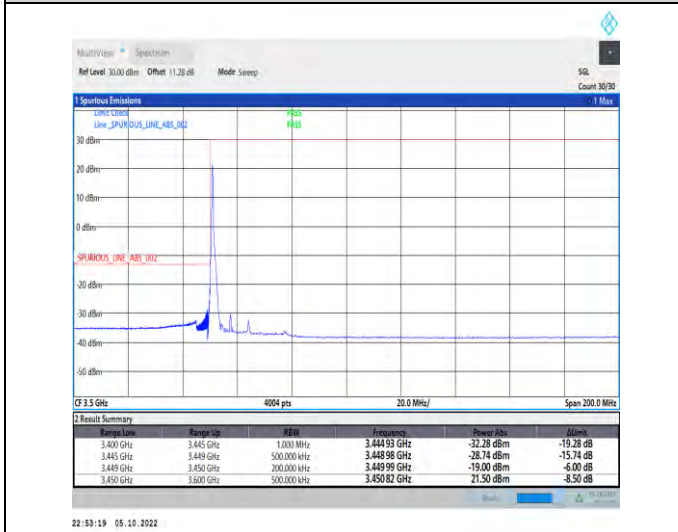 MultiView Spectrum
Ref Level 30.00 dBm Offset 11.28 dB Mode Sweep SGL
Count 30/30
1 Spurious Emissions 1 Max
Limit Check PASS
Line _SPURIOUS_LINE_ABS_002 PASS
30 dBm
20 dBm
10 dBm
0 dBm
_SPURIOUS_LINE_ABS_002
-20 dBm
-30 dBm
-40 dBm
-50 dBm
CF 3.5 GHz 4004 pts 20.0 MHz/ Span 200.0 MHz
2 Result Summary
Range Low Range Up RBW Frequency Power Abs ΔLimit
3.400 GHz 3.445 GHz 1.000 MHz 3.444 93 GHz -32.28 dBm -19.28 dB
3.445 GHz 3.449 GHz 500.000 kHz 3.448 98 GHz -28.74 dBm -15.74 dB
3.449 GHz 3.450 GHz 200.000 kHz 3.449 99 GHz -19.00 dBm -6.00 dB
3.450 GHz 3.600 GHz 500.000 kHz 3.450 82 GHz 21.50 dBm -8.50 dB
22:53:19 05.10.2022